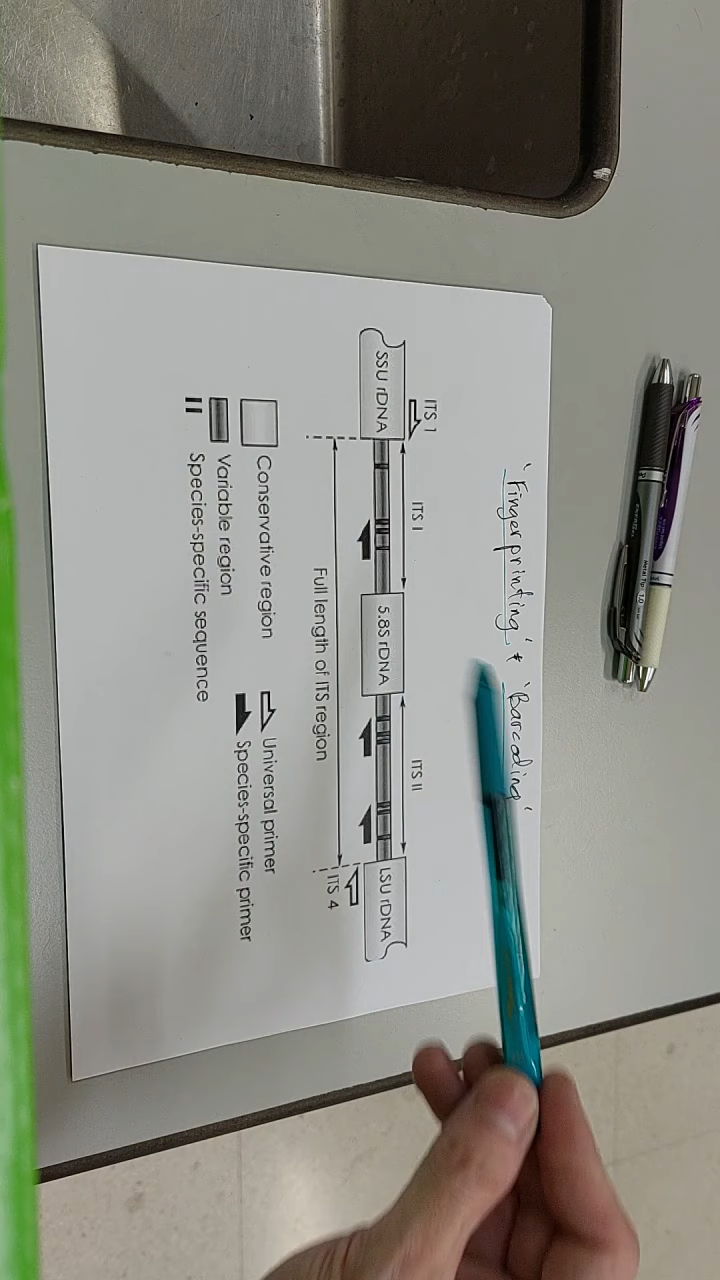 'Fingerprinting' & 'Barcoding'
ITS 1
ITS I
ITS II
SSU rDNA
5.8S rDNA
LSU rDNA
ITS 4
Full length of ITS region
Conservative region
Universal primer
Variable region
Species-specific primer
Species-specific sequence